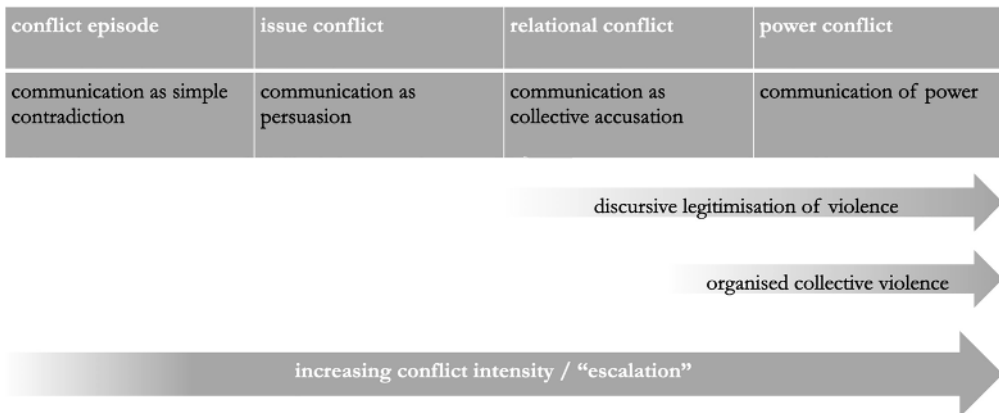 conflict episode
issue conflict
relational conflict
power conflict
communication as simple
contradiction
communication as
persuasion
communication as
collective accusation
communication of power
discursive legitimisation of violence
organised collective violence
increasing conflict intensity / “escalation”